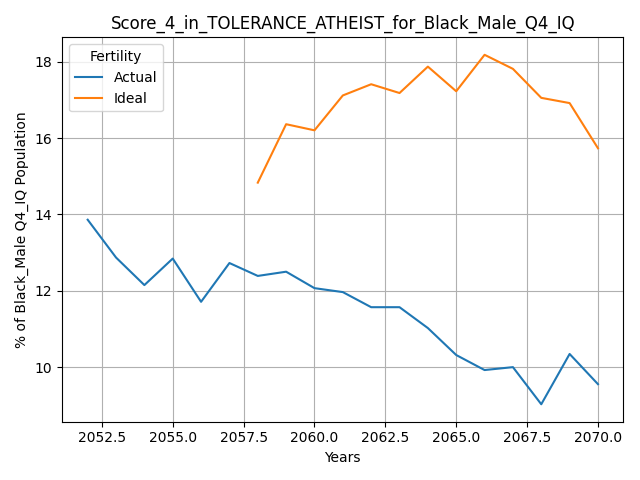 Score_4_in_TOLERANCE_ATHEIST_for_Black_Male_Q4_IQ
Fertility
Actual
Ideal
% of Black_Male Q4_IQ Population
18
16
14
12
10
2052.5 2055.0 2057.5 2060.0 2062.5 2065.0 2067.5 2070.0
Years